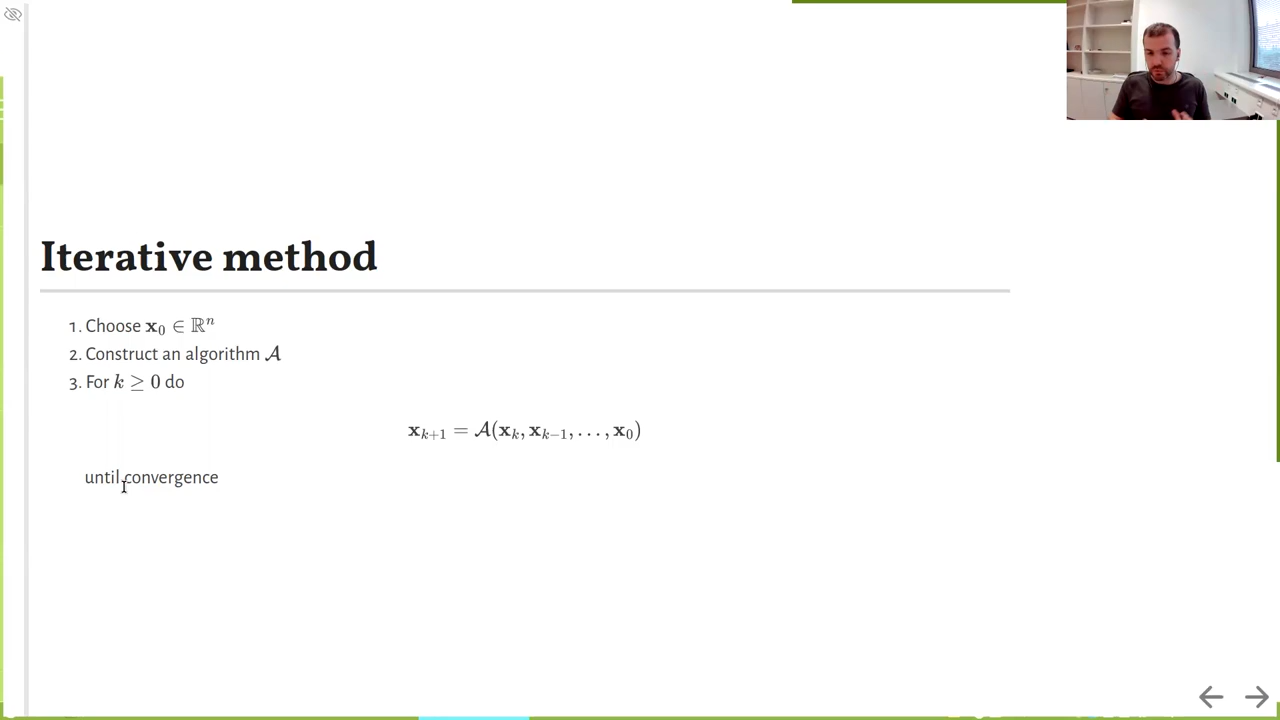 Iterative method
1. Choose x₀ ∈ ℝⁿ
2. Construct an algorithm 𝒜
3. For k ≥ 0 do
xₖ₊₁ = 𝒜(xₖ, xₖ₋₁, . . . , x₀)
until convergence